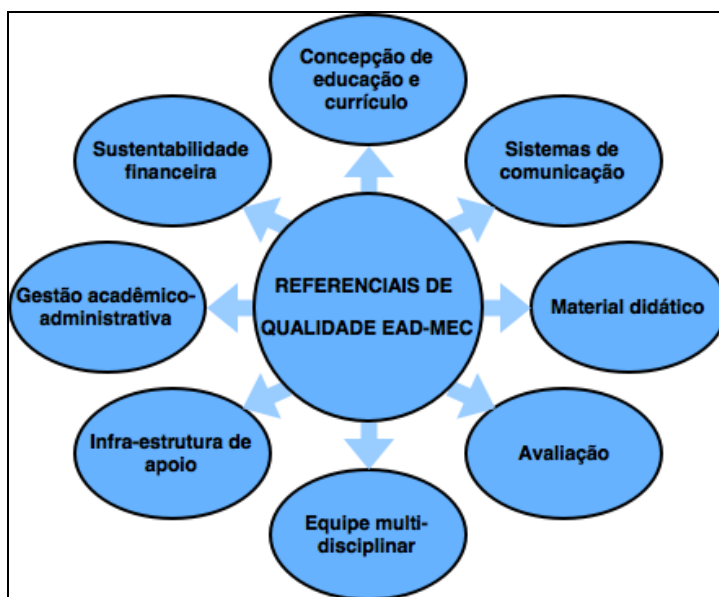 Concepção de
educação e
currículo
Sustentabilidade
financeira
Sistemas de
comunicação
REFERENCIAIS DE
QUALIDADE EAD-MEC
Gestão acadêmico-
administrativa
Material didático
Infra-estrutura de
apoio
Avaliação
Equipe multi-
disciplinar